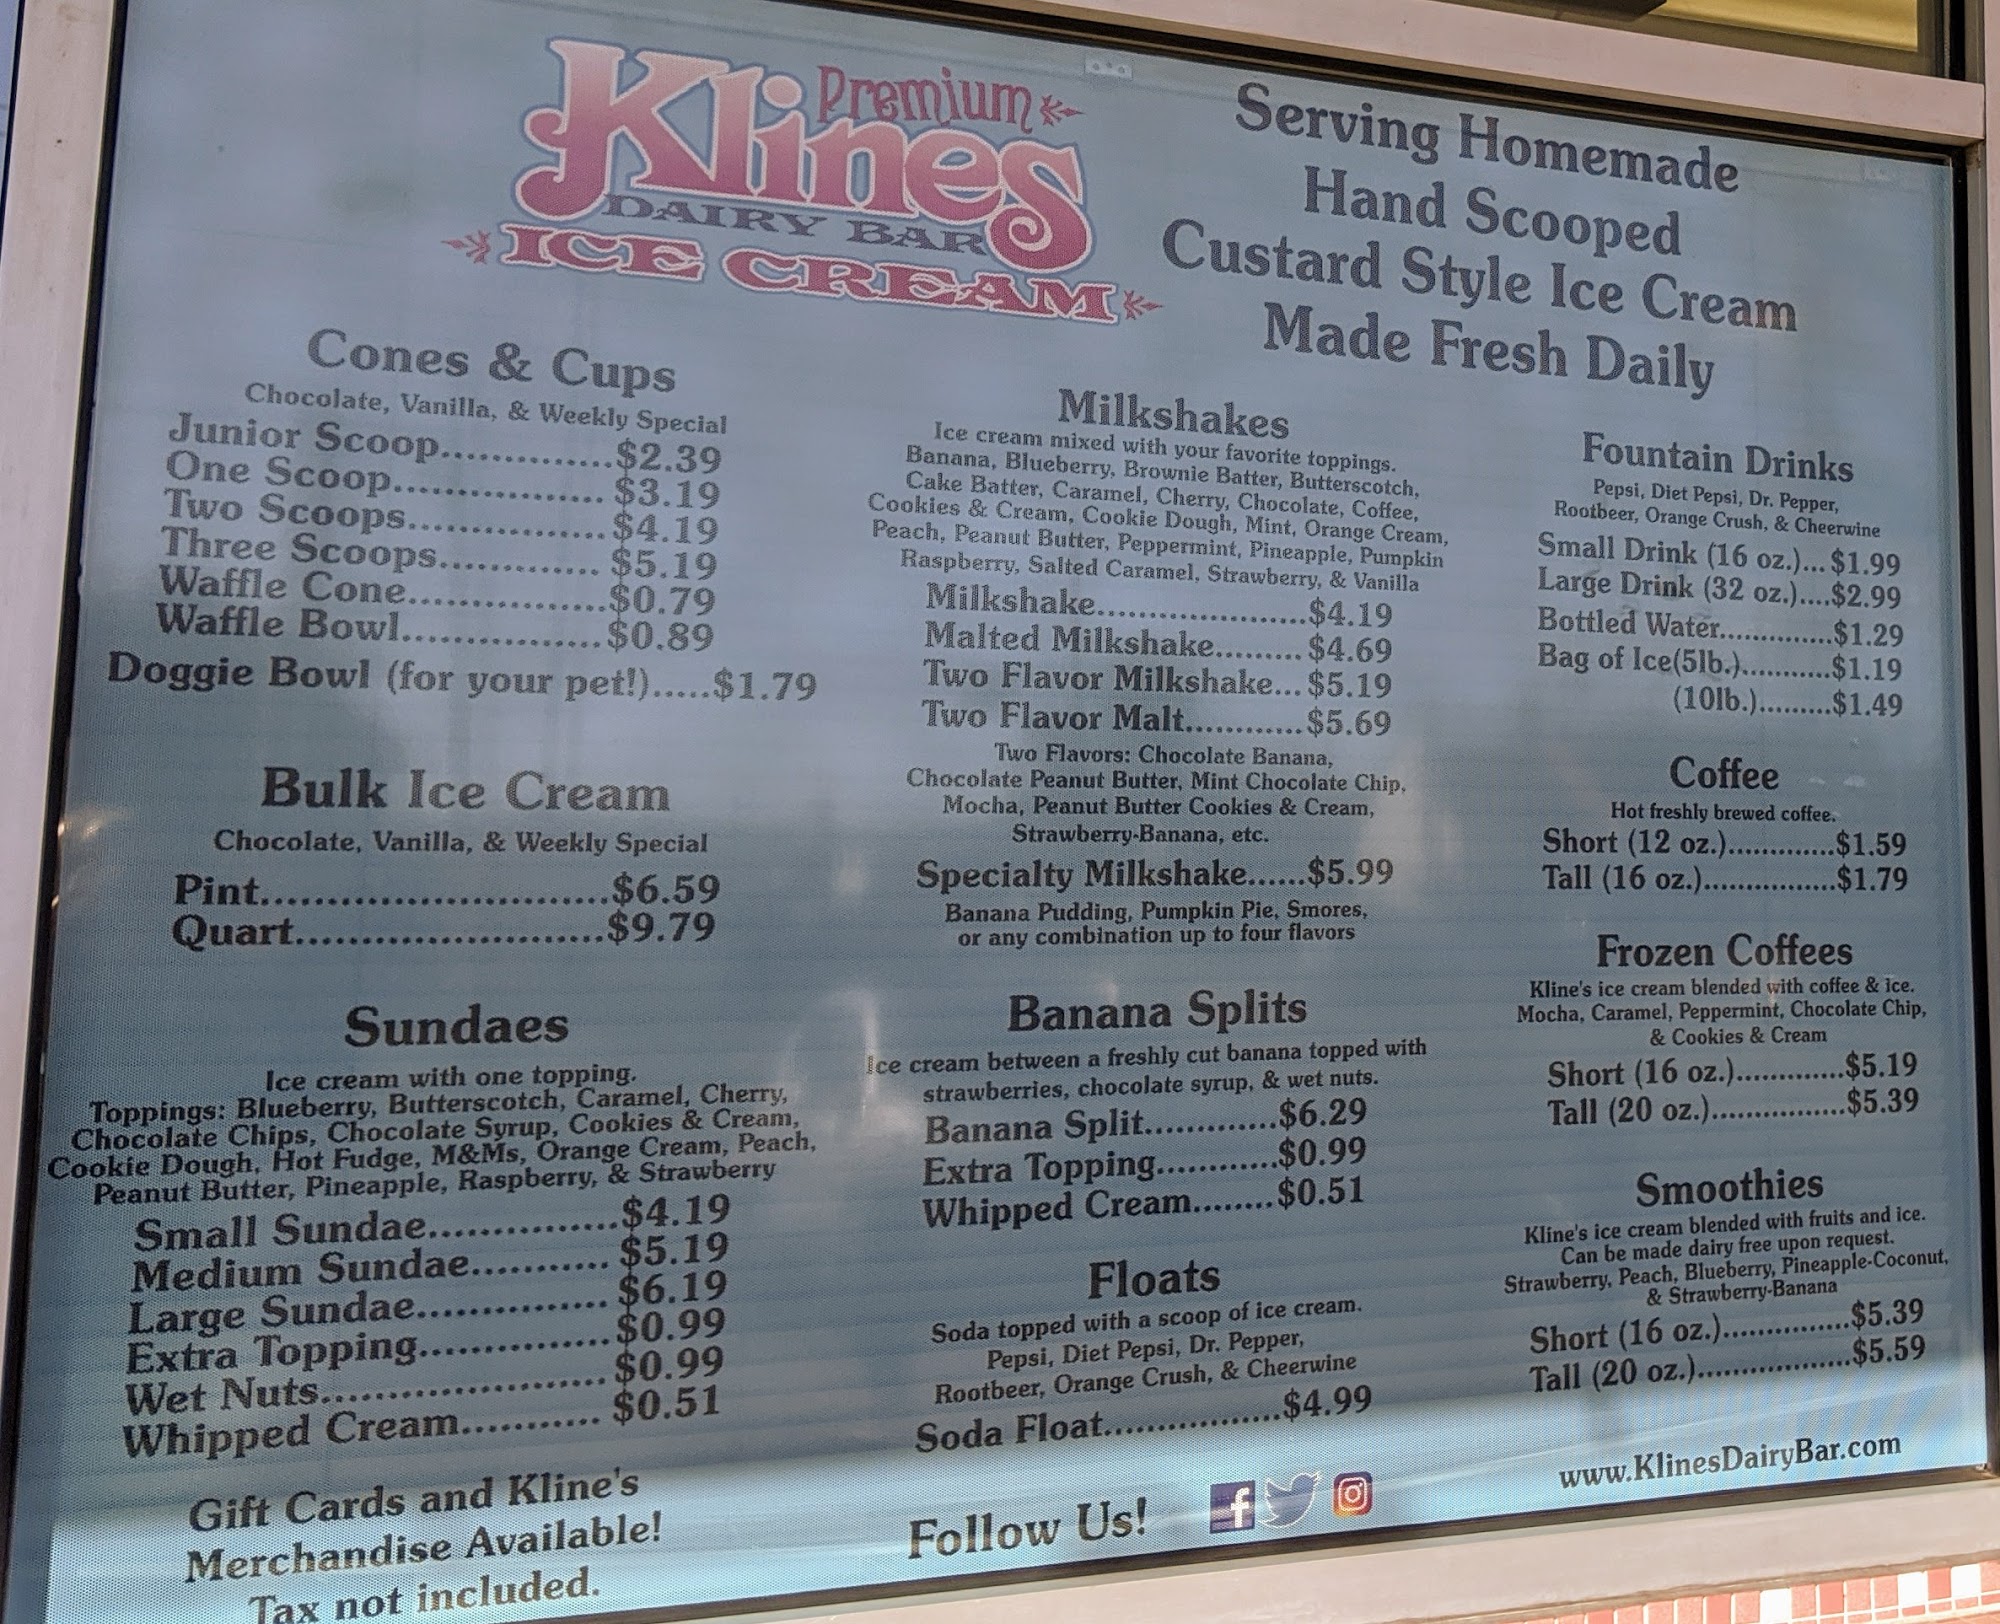 Premium
Klines
DAIRY BAR
ICE CREAM
Serving Homemade
Hand Scooped
Custard Style Ice Cream
Made Fresh Daily
Cones & Cups
Chocolate, Vanilla, & Weekly Special
Junior Scoop..............$2.39
One Scoop................. $3.19
Two Scoops................$4.19
Three Scoops............. $5.19
Waffle Cone................$0.79
Waffle Bowl................$0.89
Doggie Bowl (for your pet!).....$1.79
Bulk Ice Cream
Chocolate, Vanilla, & Weekly Special
Pint..........................$6.59
Quart.......................$9.79
Sundaes
Ice cream with one topping.
Toppings: Blueberry, Butterscotch, Caramel, Cherry,
Chocolate Chips, Chocolate Syrup, Cookies & Cream,
Cookie Dough, Hot Fudge, M&Ms, Orange Cream, Peach,
Peanut Butter, Pineapple, Raspberry, & Strawberry
Small Sundae...............$4.19
Medium Sundae........... $5.19
Large Sundae............... $6.19
Extra Topping...............$0.99
Wet Nuts...................... $0.99
Whipped Cream........... $0.51
Gift Cards and Kline's
Merchandise Available!
Tax not included.
Milkshakes
Ice cream mixed with your favorite toppings.
Banana, Blueberry, Brownie Batter, Butterscotch,
Cake Batter, Caramel, Cherry, Chocolate, Coffee,
Cookies & Cream, Cookie Dough, Mint, Orange Cream,
Peach, Peanut Butter, Peppermint, Pineapple, Pumpkin
Raspberry, Salted Caramel, Strawberry, & Vanilla
Milkshake.....................$4.19
Malted Milkshake......... $4.69
Two Flavor Milkshake... $5.19
Two Flavor Malt............$5.69
Two Flavors: Chocolate Banana,
Chocolate Peanut Butter, Mint Chocolate Chip,
Mocha, Peanut Butter Cookies & Cream,
Strawberry-Banana, etc.
Specialty Milkshake......$5.99
Banana Pudding, Pumpkin Pie, Smores,
or any combination up to four flavors
Banana Splits
Ice cream between a freshly cut banana topped with
strawberries, chocolate syrup, & wet nuts.
Banana Split.............$6.29
Extra Topping............$0.99
Whipped Cream........$0.51
Floats
Soda topped with a scoop of ice cream.
Pepsi, Diet Pepsi, Dr. Pepper,
Rootbeer, Orange Crush, & Cheerwine
Soda Float.................$4.99
Follow Us!
Fountain Drinks
Pepsi, Diet Pepsi, Dr. Pepper,
Rootbeer, Orange Crush, & Cheerwine
Small Drink (16 oz.)...$1.99
Large Drink (32 oz.)....$2.99
Bottled Water.............$1.29
Bag of Ice(5lb.)...........$1.19
(10lb.).........$1.49
Coffee
Hot freshly brewed coffee.
Short (12 oz.).............$1.59
Tall (16 oz.)................$1.79
Frozen Coffees
Kline's ice cream blended with coffee & ice.
Mocha, Caramel, Peppermint, Chocolate Chip,
& Cookies & Cream
Short (16 oz.).............$5.19
Tall (20 oz.)................$5.39
Smoothies
Kline's ice cream blended with fruits and ice.
Can be made dairy free upon request.
Strawberry, Peach, Blueberry, Pineapple-Coconut,
& Strawberry-Banana
Short (16 oz.)...............$5.39
Tall (20 oz.)..................$5.59
www.KlinesDairyBar.com